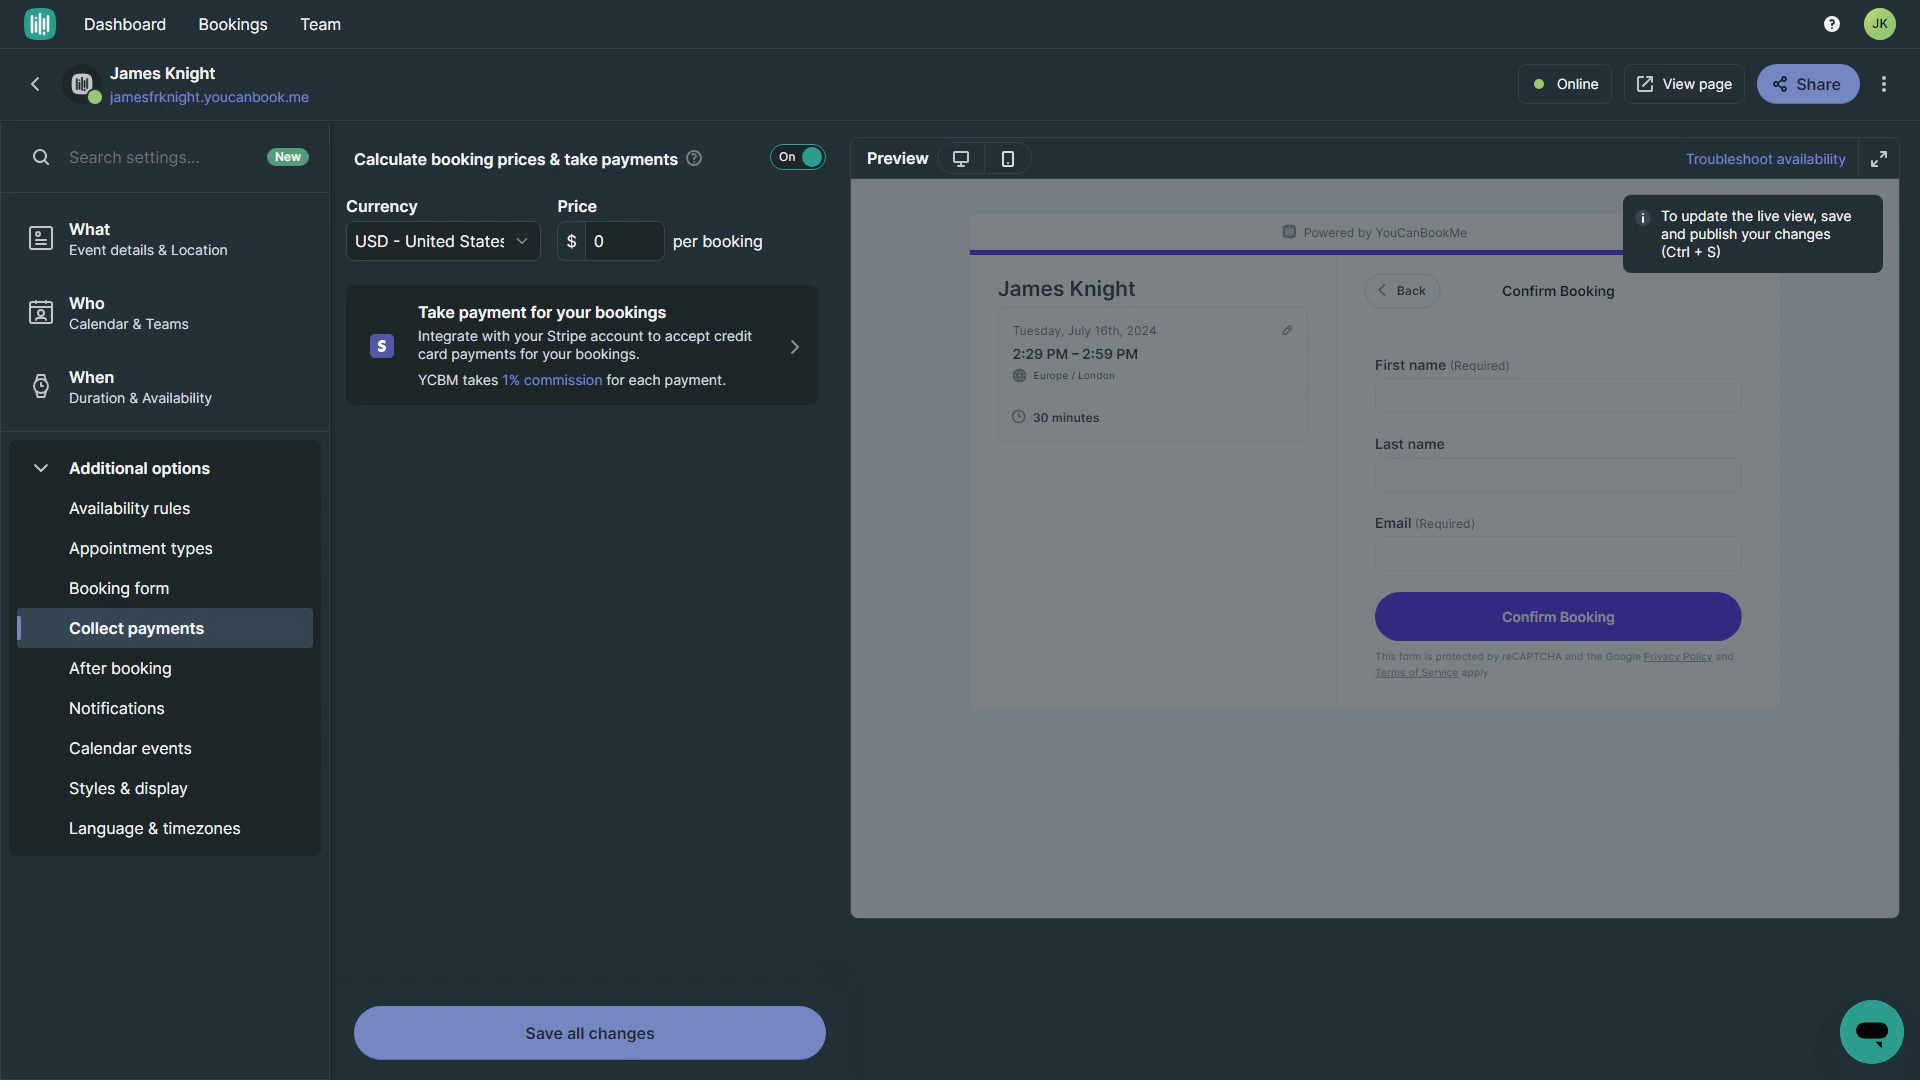 Dashboard
Bookings
Team
?
JK
James Knight
jamesfrknight.youcanbook.me
Online
View page
Share
Search settings...
New
What
Event details & Location
Who
Calendar & Teams
When
Duration & Availability
Additional options
Availability rules
Appointment types
Booking form
Collect payments
After booking
Notifications
Calendar events
Styles & display
Language & timezones
Calculate booking prices & take payments ?
On
Currency
Price
USD - United States
$ 0
per booking
S
Take payment for your bookings
Integrate with your Stripe account to accept credit
card payments for your bookings.
YCBM takes 1% commission for each payment.
Save all changes
Preview
Troubleshoot availability
i
To update the live view, save
and publish your changes
(Ctrl + S)
Powered by YouCanBookMe
James Knight
Tuesday, July 16th, 2024
2:29 PM – 2:59 PM
Europe / London
30 minutes
Back
Confirm Booking
First name (Required)
Last name
Email (Required)
Confirm Booking
This form is protected by reCAPTCHA and the Google Privacy Policy and
Terms of Service apply